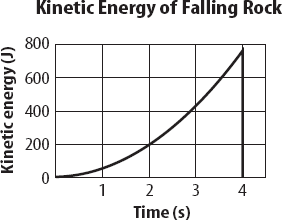 Kinetic Energy of Falling Rock
Kinetic energy (J)
800
600
400
200
0
1 2 3 4
Time (s)